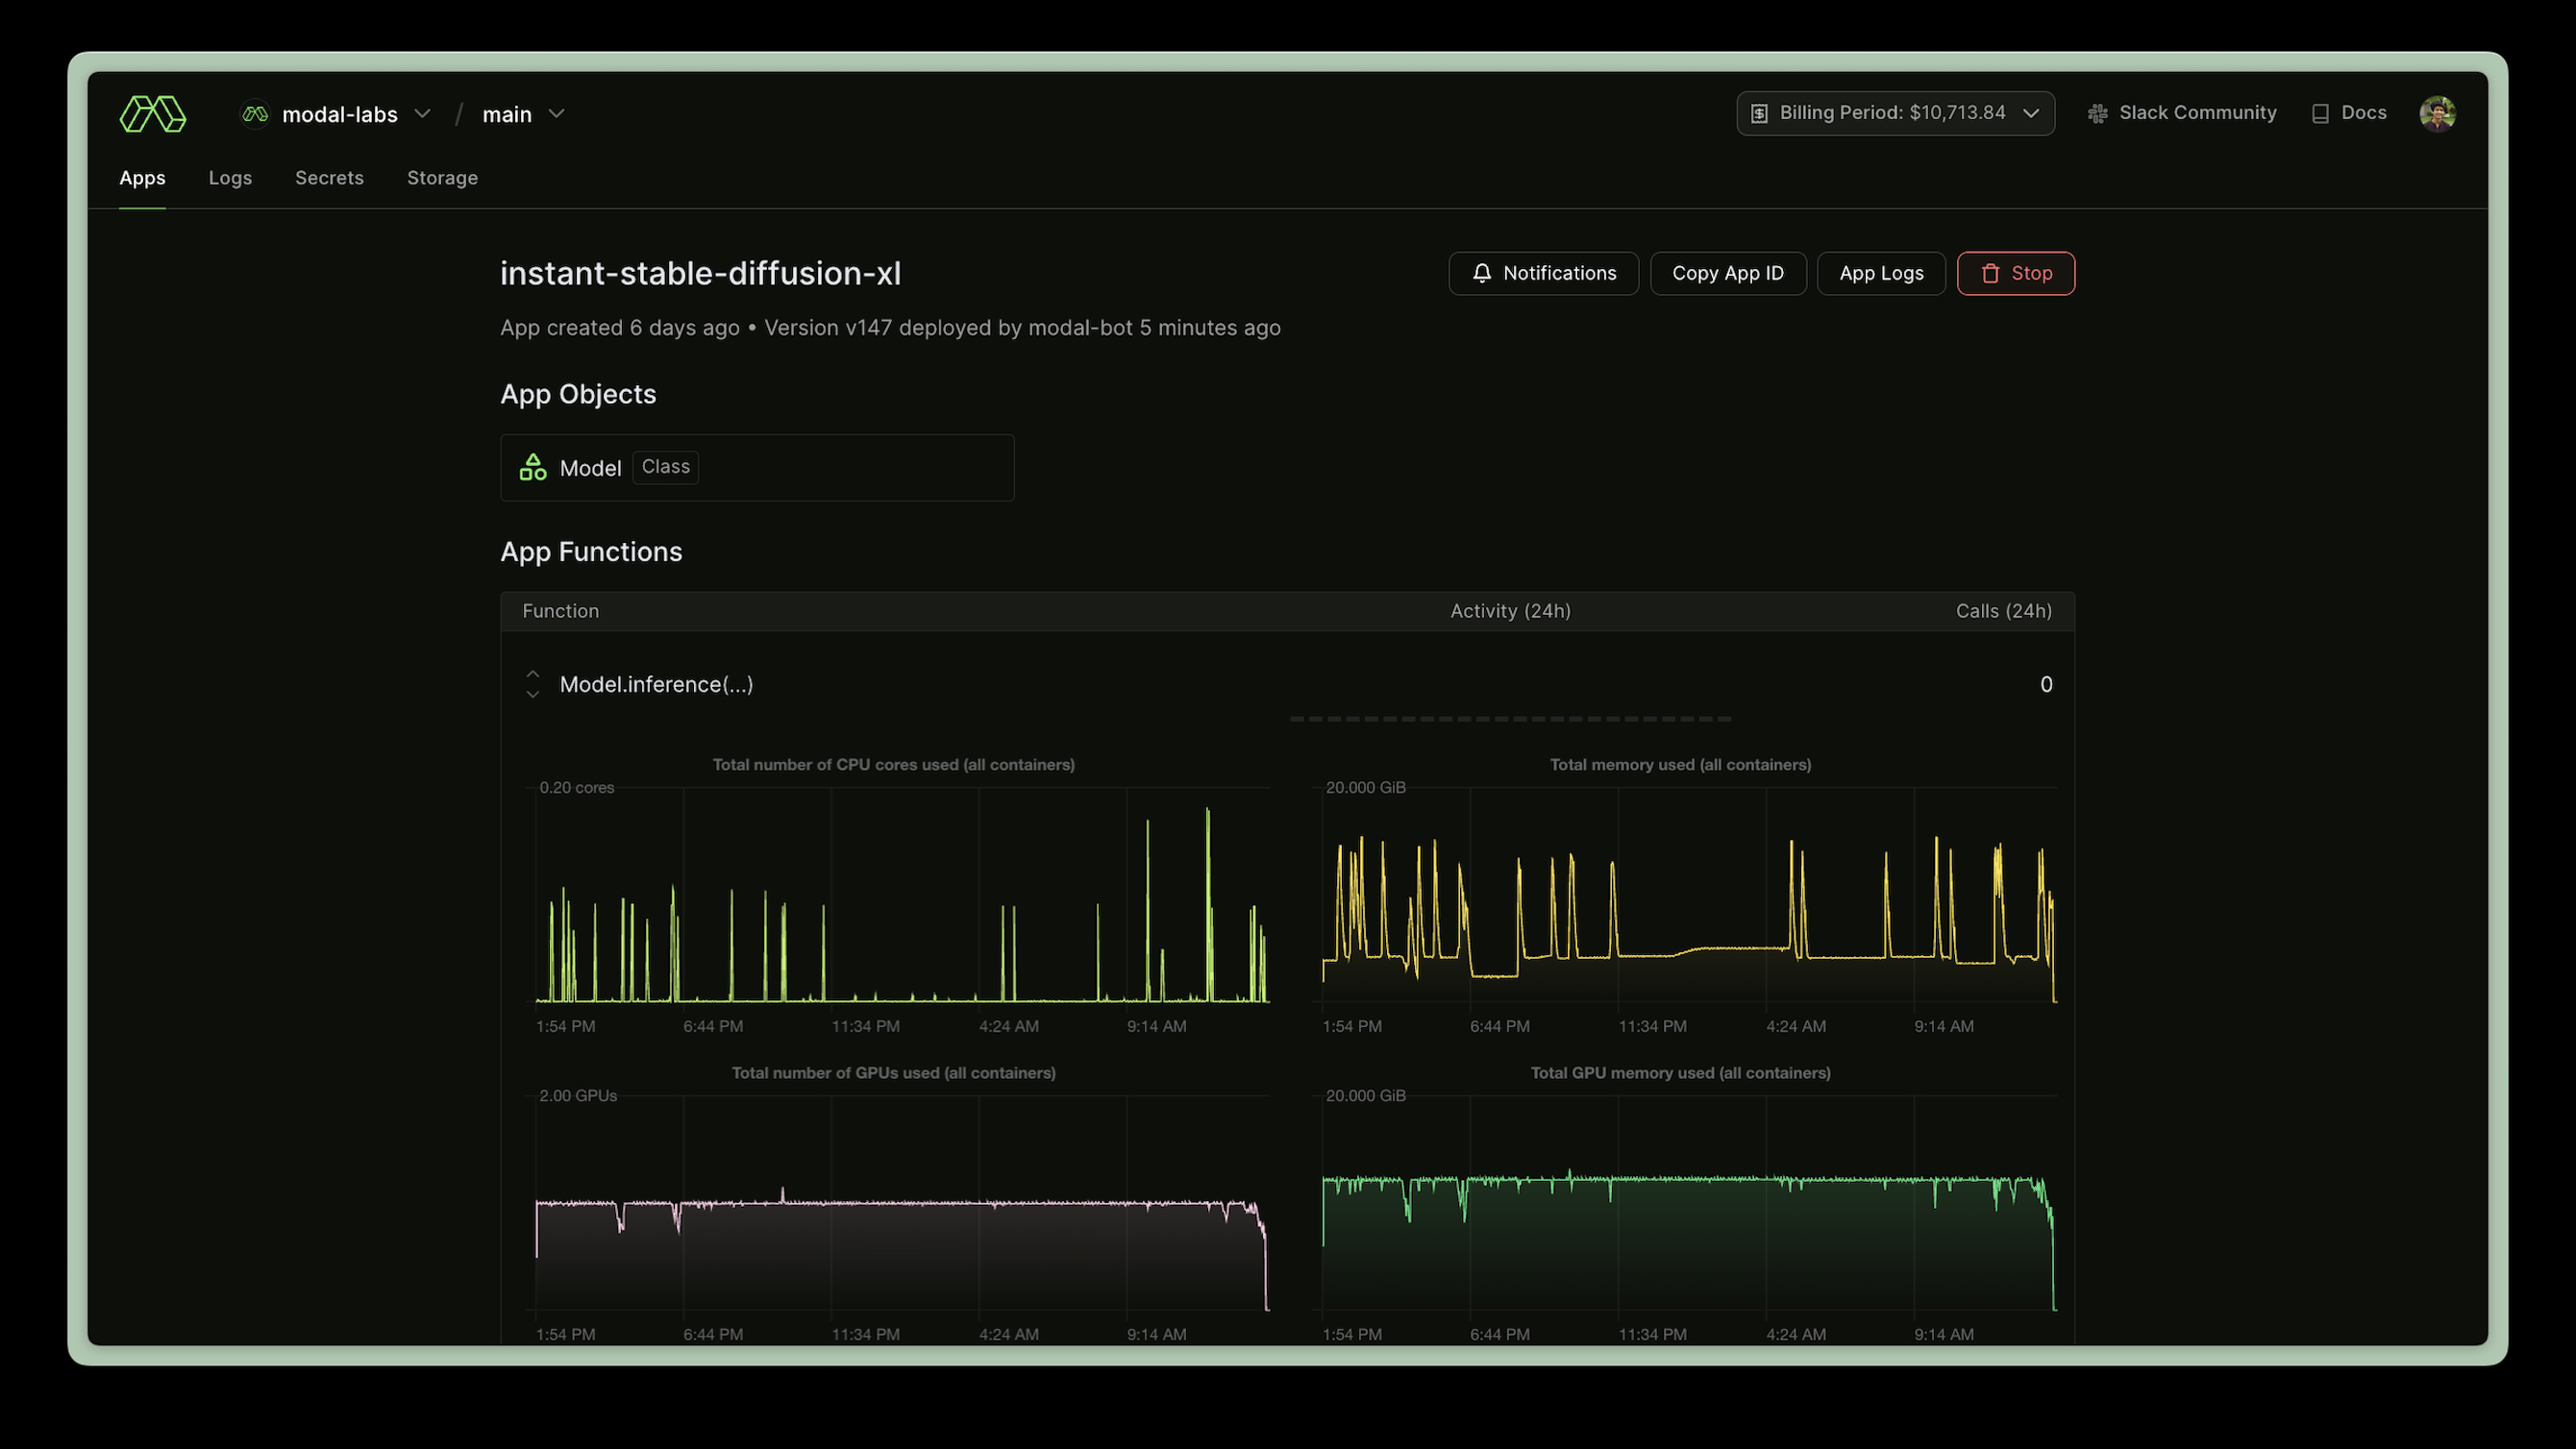 modal-labs / main
Billing Period: $10,713.84
Slack Community
Docs
Apps Logs Secrets Storage
instant-stable-diffusion-xl
Notifications
Copy App ID
App Logs
Stop
App created 6 days ago • Version v147 deployed by modal-bot 5 minutes ago
App Objects
Model Class
App Functions
Function Activity (24h) Calls (24h)
Model.inference(...) 0
Total number of CPU cores used (all containers)
0.20 cores
1:54 PM 6:44 PM 11:34 PM 4:24 AM 9:14 AM
Total memory used (all containers)
20.000 GiB
1:54 PM 6:44 PM 11:34 PM 4:24 AM 9:14 AM
Total number of GPUs used (all containers)
2.00 GPUs
1:54 PM 6:44 PM 11:34 PM 4:24 AM 9:14 AM
Total GPU memory used (all containers)
20.000 GiB
1:54 PM 6:44 PM 11:34 PM 4:24 AM 9:14 AM